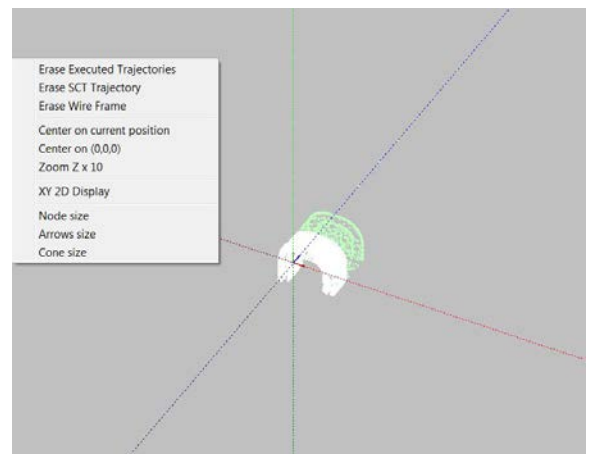 Erase Executed Trajectories
Erase SCT Trajectory
Erase Wire Frame
Center on current position
Center on (0,0,0)
Zoom Z x 10
XY 2D Display
Node size
Arrows size
Cone size